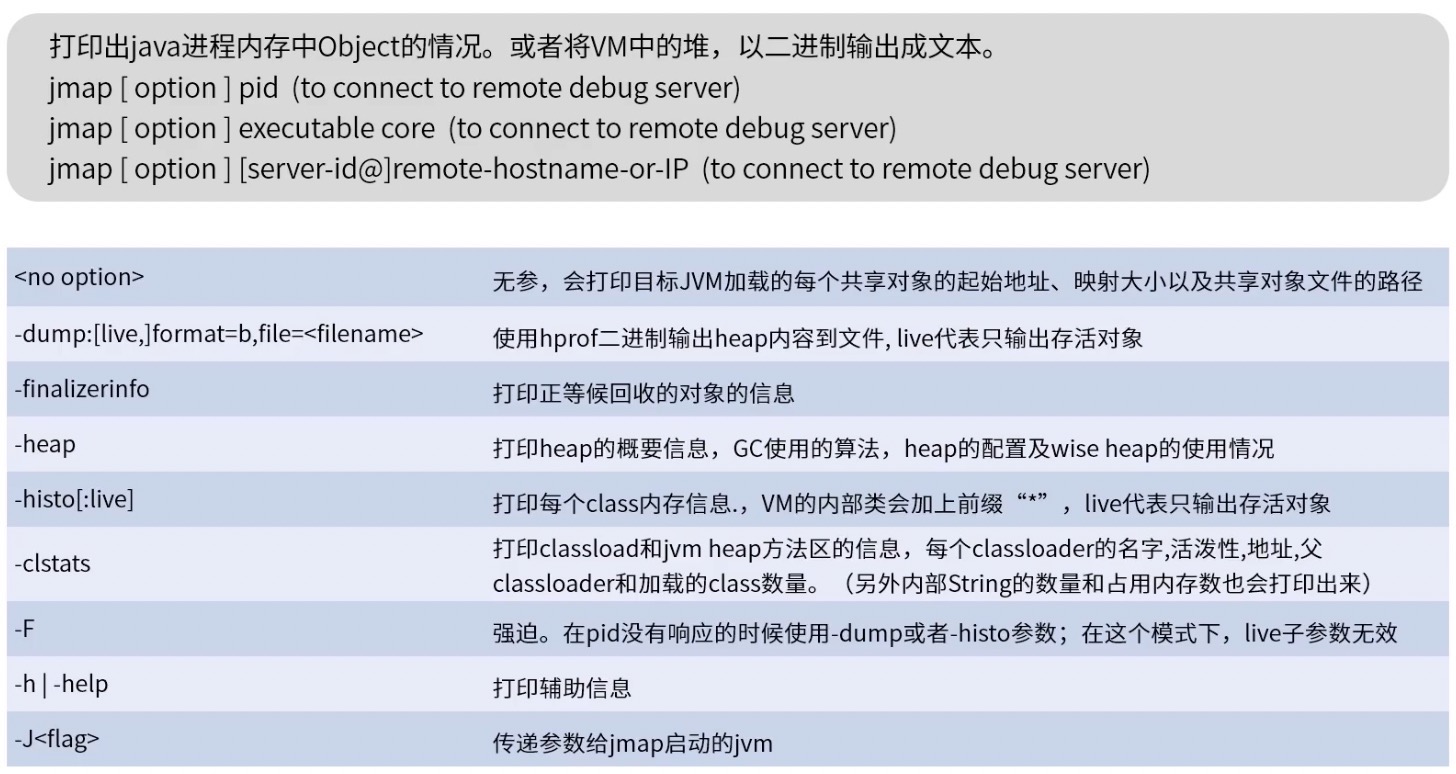 打印出java进程内存中Object的情况。或者将VM中的堆，以二进制输出成文本。
jmap [ option ] pid (to connect to remote debug server)
jmap [ option ] executable core (to connect to remote debug server)
jmap [ option ] [server-id@]remote-hostname-or-IP (to connect to remote debug server)
<no option> 无参，会打印目标JVM加载的每个共享对象的起始地址、映射大小以及共享对象文件的路径
-dump:[live,]format=b,file=<filename> 使用hprof二进制输出heap内容到文件, live代表只输出存活对象
-finalizerinfo 打印正等候回收的对象的信息
-heap 打印heap的概要信息，GC使用的算法，heap的配置及wise heap的使用情况
-histo[:live] 打印每个class内存信息.，VM的内部类会加上前缀“*”，live代表只输出存活对象
-clstats 打印classload和jvm heap方法区的信息，每个classloader的名字,活泼性,地址,父
classloader和加载的class数量。（另外内部String的数量和占用内存数也会打印出来）
-F 强迫。在pid没有响应的时候使用-dump或者-histo参数；在这个模式下，live子参数无效
-h | -help 打印辅助信息
-J<flag> 传递参数给jmap启动的jvm